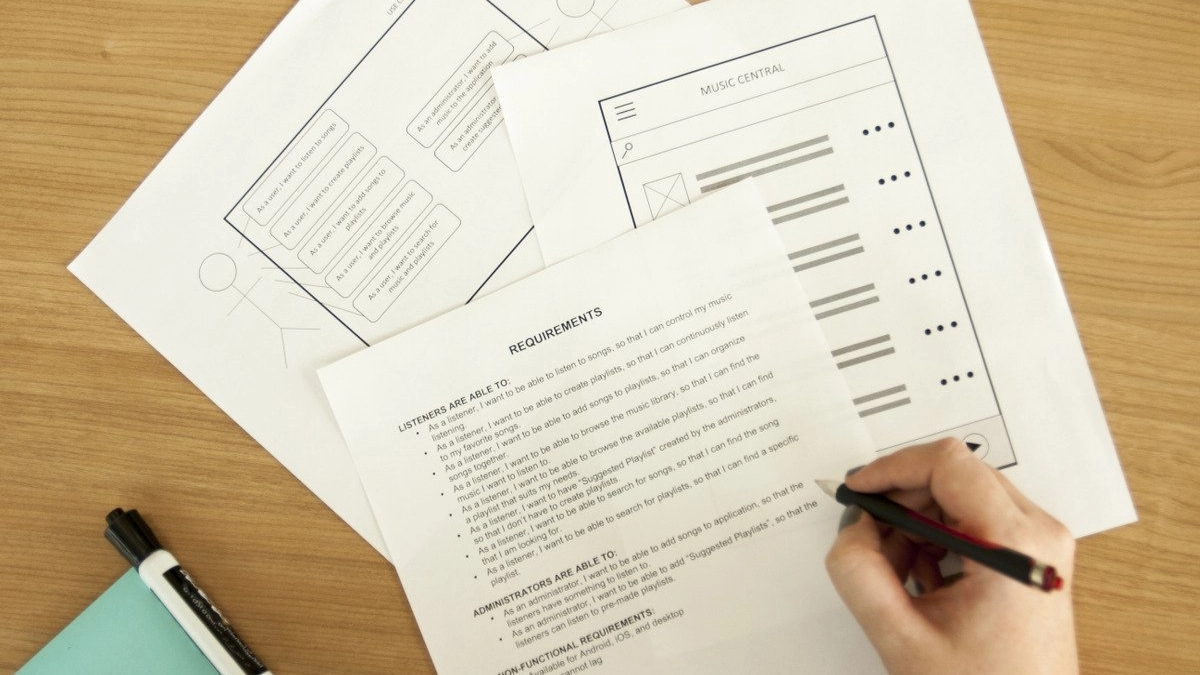 USE C
As a user, I want to listen to songs
As a user, I want to create playlists
As a user, I want to add songs to
playlists
As a user, I want to browse music
and playlists
As a user, I want to search for
music and playlists
As an administrator, I want to add
music to the application
As an administrator
create suggested
MUSIC CENTRAL
REQUIREMENTS
LISTENERS ARE ABLE TO:
• As a listener, I want to be able to listen to songs, so that I can control my music
listening.
• As a listener, I want to be able to create playlists, so that I can continuously listen
to my favorite songs.
• As a listener, I want to be able to add songs to playlists, so that I can organize
songs together.
• As a listener, I want to be able to browse the music library, so that I can find the
music I want to listen to.
• As a listener, I want to be able to browse the available playlists, so that I can find
a playlist that suits my needs.
• As a listener, I want to have "Suggested Playlist" created by the administrators,
so that I don't have to create playlists.
• As a listener, I want to be able to search for songs, so that I can find the song
that I am looking for.
• As a listener, I want to be able to search for playlists, so that I can find a specific
playlist.
ADMINISTRATORS ARE ABLE TO:
• As an administrator, I want to be able to add songs to application, so that the
listeners have something to listen to.
• As an administrator, I want to be able to add "Suggested Playlists", so that the
listeners can listen to pre-made playlists.
NON-FUNCTIONAL REQUIREMENTS:
vailable for Android, iOS, and desktop
cannot lag